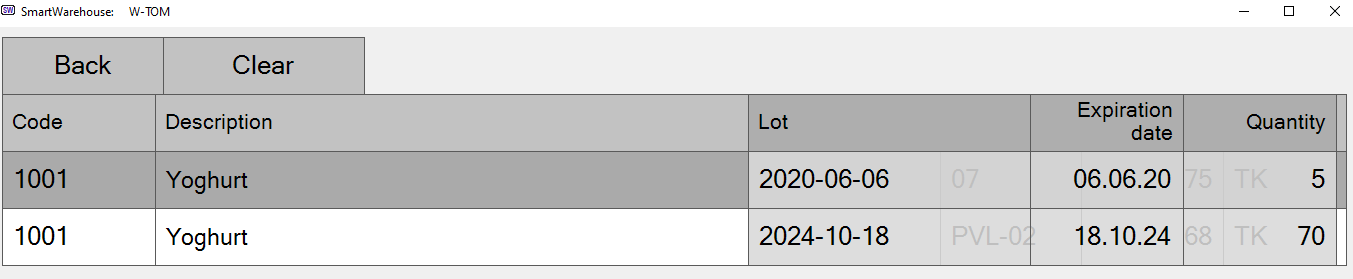 SW SmartWarehouse: W-TOM
Back Clear
Code Description Lot Expiration date Quantity
1001 Yoghurt 2020-06-06 07 06.06.20 75 TK 5
1001 Yoghurt 2024-10-18 PVL-02 18.10.24 68 TK 70